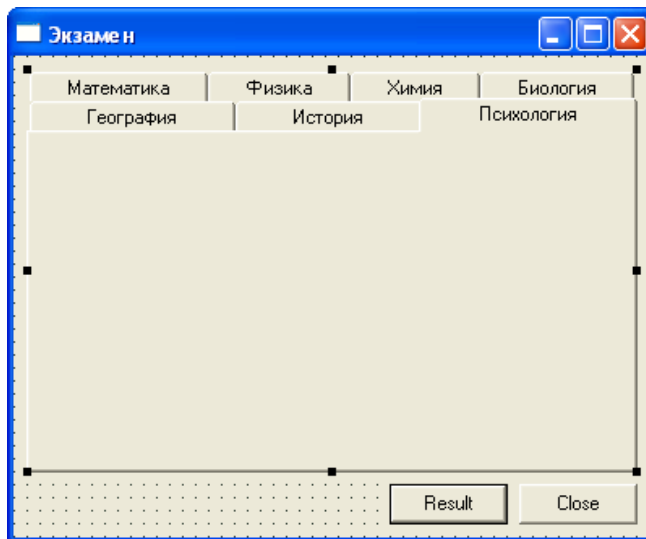 Экзамен
Математика Физика Химия Биология
География История Психология
Result Close